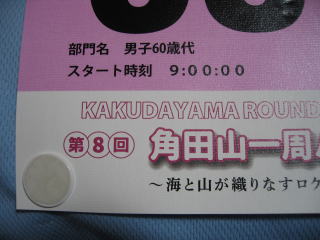 部門名 男子60歳代
スタート時刻 9:00:00
KAKUDAYAMA ROUND
第8回 角田山一周
～海と山が織りなすロケ